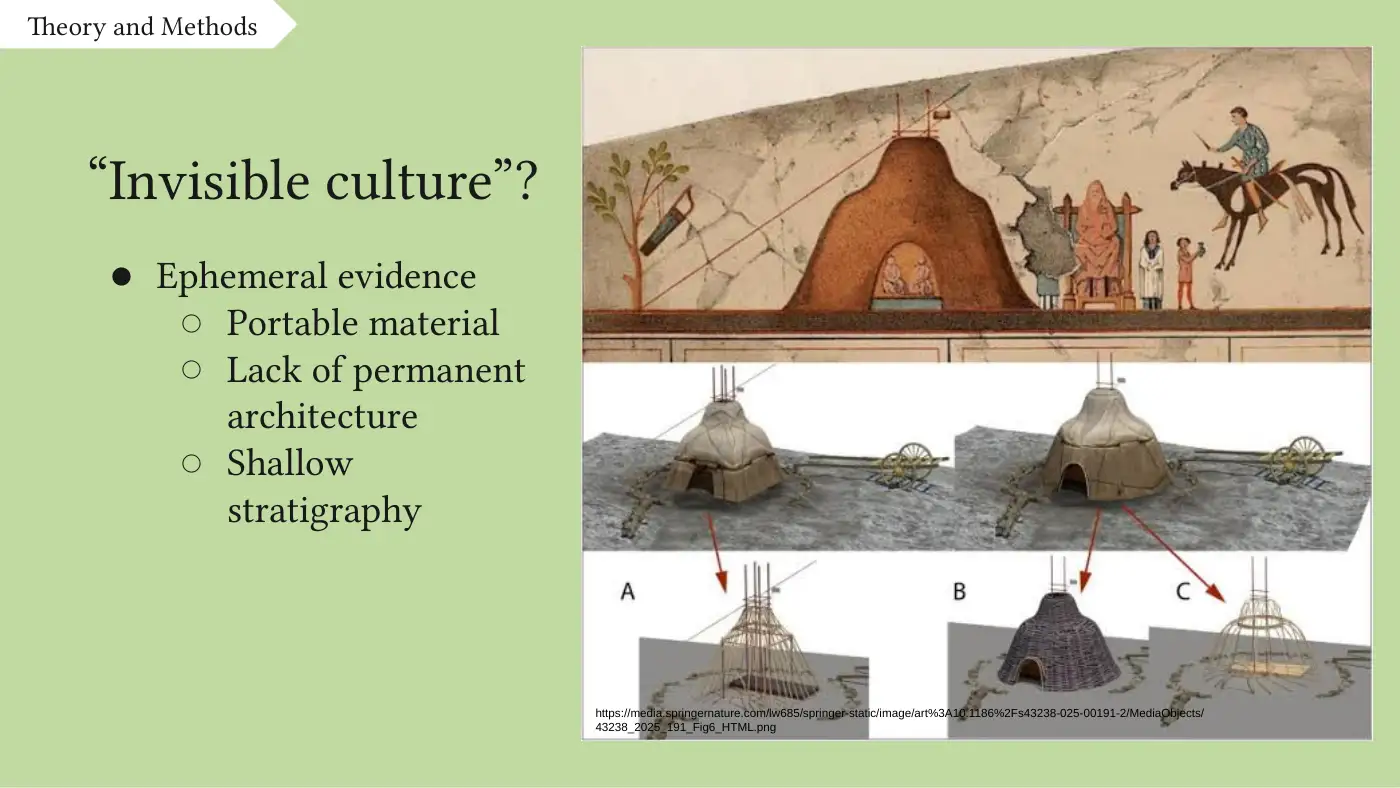 Theory and Methods
“Invisible culture”?
● Ephemeral evidence
○ Portable material
○ Lack of permanent
architecture
○ Shallow
stratigraphy
A
B
C
https://media.springernature.com/lw685/springer-static/image/art%3A10.1186%2Fs43238-025-00191-2/MediaObjects/
43238_2025_191_Fig6_HTML.png